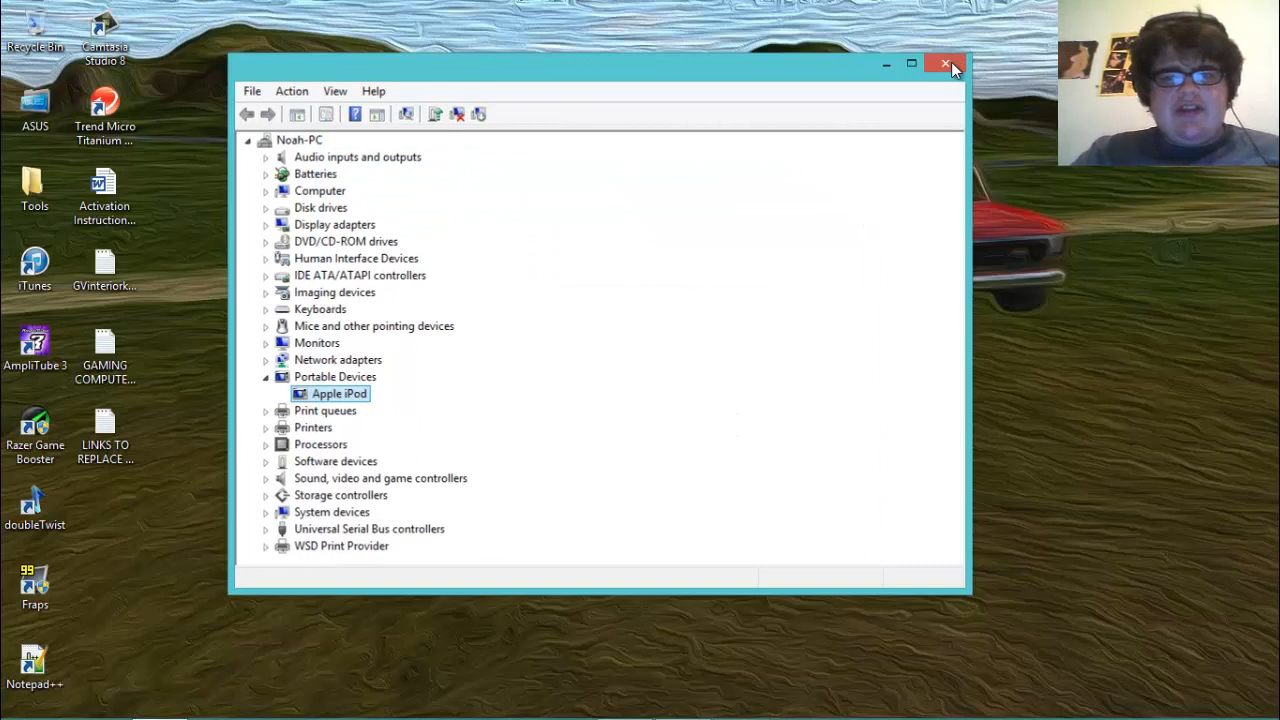 Recycle Bin
Camtasia
Studio 8
ASUS
Trend Micro
Titanium ...
Tools
Activation
Instruction...
iTunes
GVinteriork...
AmpliTube 3
GAMING
COMPUTE...
Razer Game
Booster
LINKS TO
REPLACE ...
doubleTwist
99
Fraps
Notepad++
File Action View Help
Noah-PC
Audio inputs and outputs
Batteries
Computer
Disk drives
Display adapters
DVD/CD-ROM drives
Human Interface Devices
IDE ATA/ATAPI controllers
Imaging devices
Keyboards
Mice and other pointing devices
Monitors
Network adapters
Portable Devices
Apple iPod
Print queues
Printers
Processors
Software devices
Sound, video and game controllers
Storage controllers
System devices
Universal Serial Bus controllers
WSD Print Provider